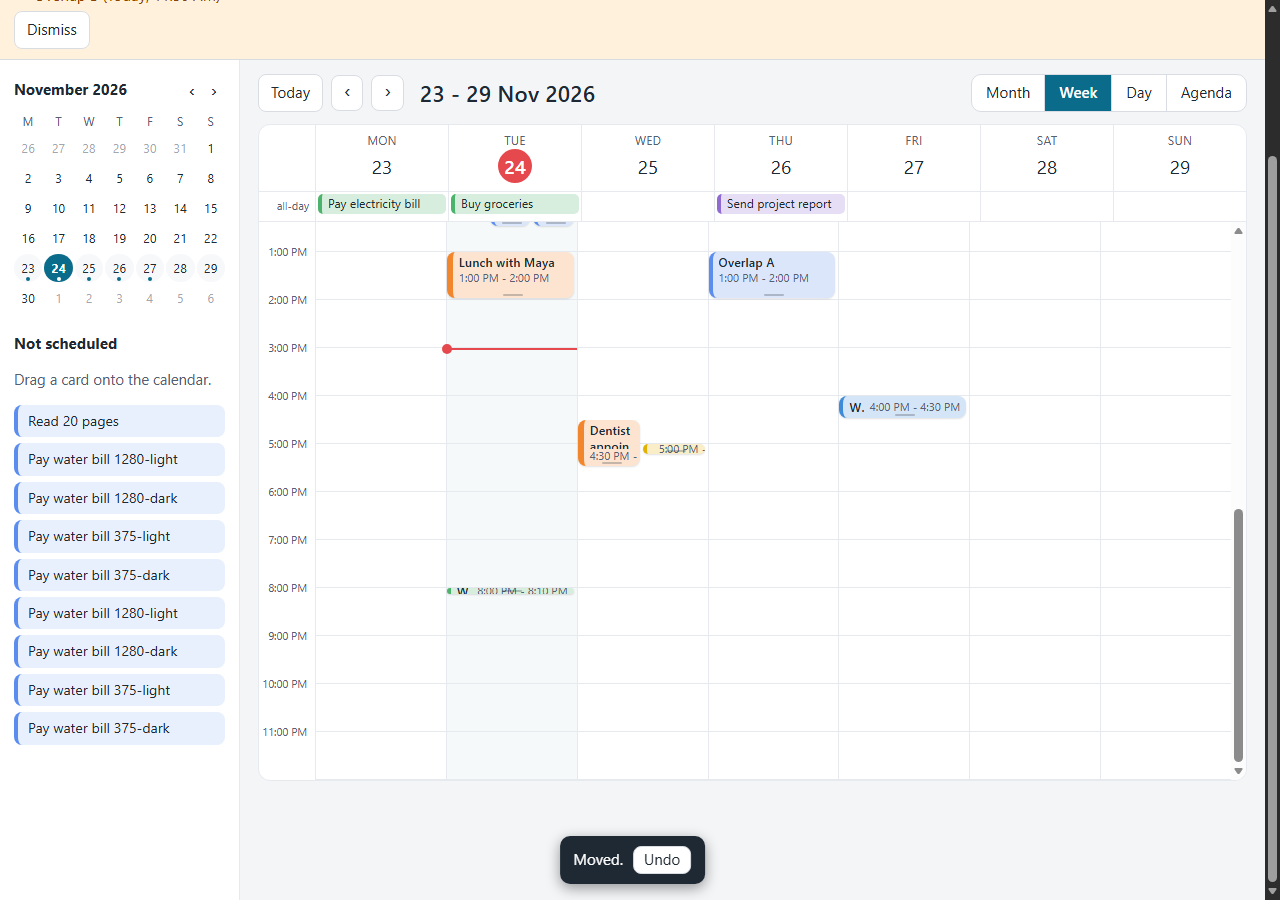 Dismiss
November 2026
‹ ›
M T W T F S S
26 27 28 29 30 31 1
2 3 4 5 6 7 8
9 10 11 12 13 14 15
16 17 18 19 20 21 22
23 24 25 26 27 28 29
30 1 2 3 4 5 6
Not scheduled
Drag a card onto the calendar.
Read 20 pages
Pay water bill 1280-light
Pay water bill 1280-dark
Pay water bill 375-light
Pay water bill 375-dark
Pay water bill 1280-light
Pay water bill 1280-dark
Pay water bill 375-light
Pay water bill 375-dark
Today ‹ › 23 - 29 Nov 2026
Month Week Day Agenda
MON TUE WED THU FRI SAT SUN
23 24 25 26 27 28 29
all-day Pay electricity bill Buy groceries Send project report
1:00 PM
Lunch with Maya
1:00 PM - 2:00 PM
Overlap A
1:00 PM - 2:00 PM
2:00 PM
3:00 PM
4:00 PM
W. 4:00 PM - 4:30 PM
Dentist
appoin
4:30 PM -
5:00 PM
5:00 PM -
6:00 PM
7:00 PM
8:00 PM
W 8:00 PM - 8:10 PM
9:00 PM
10:00 PM
11:00 PM
Moved. Undo